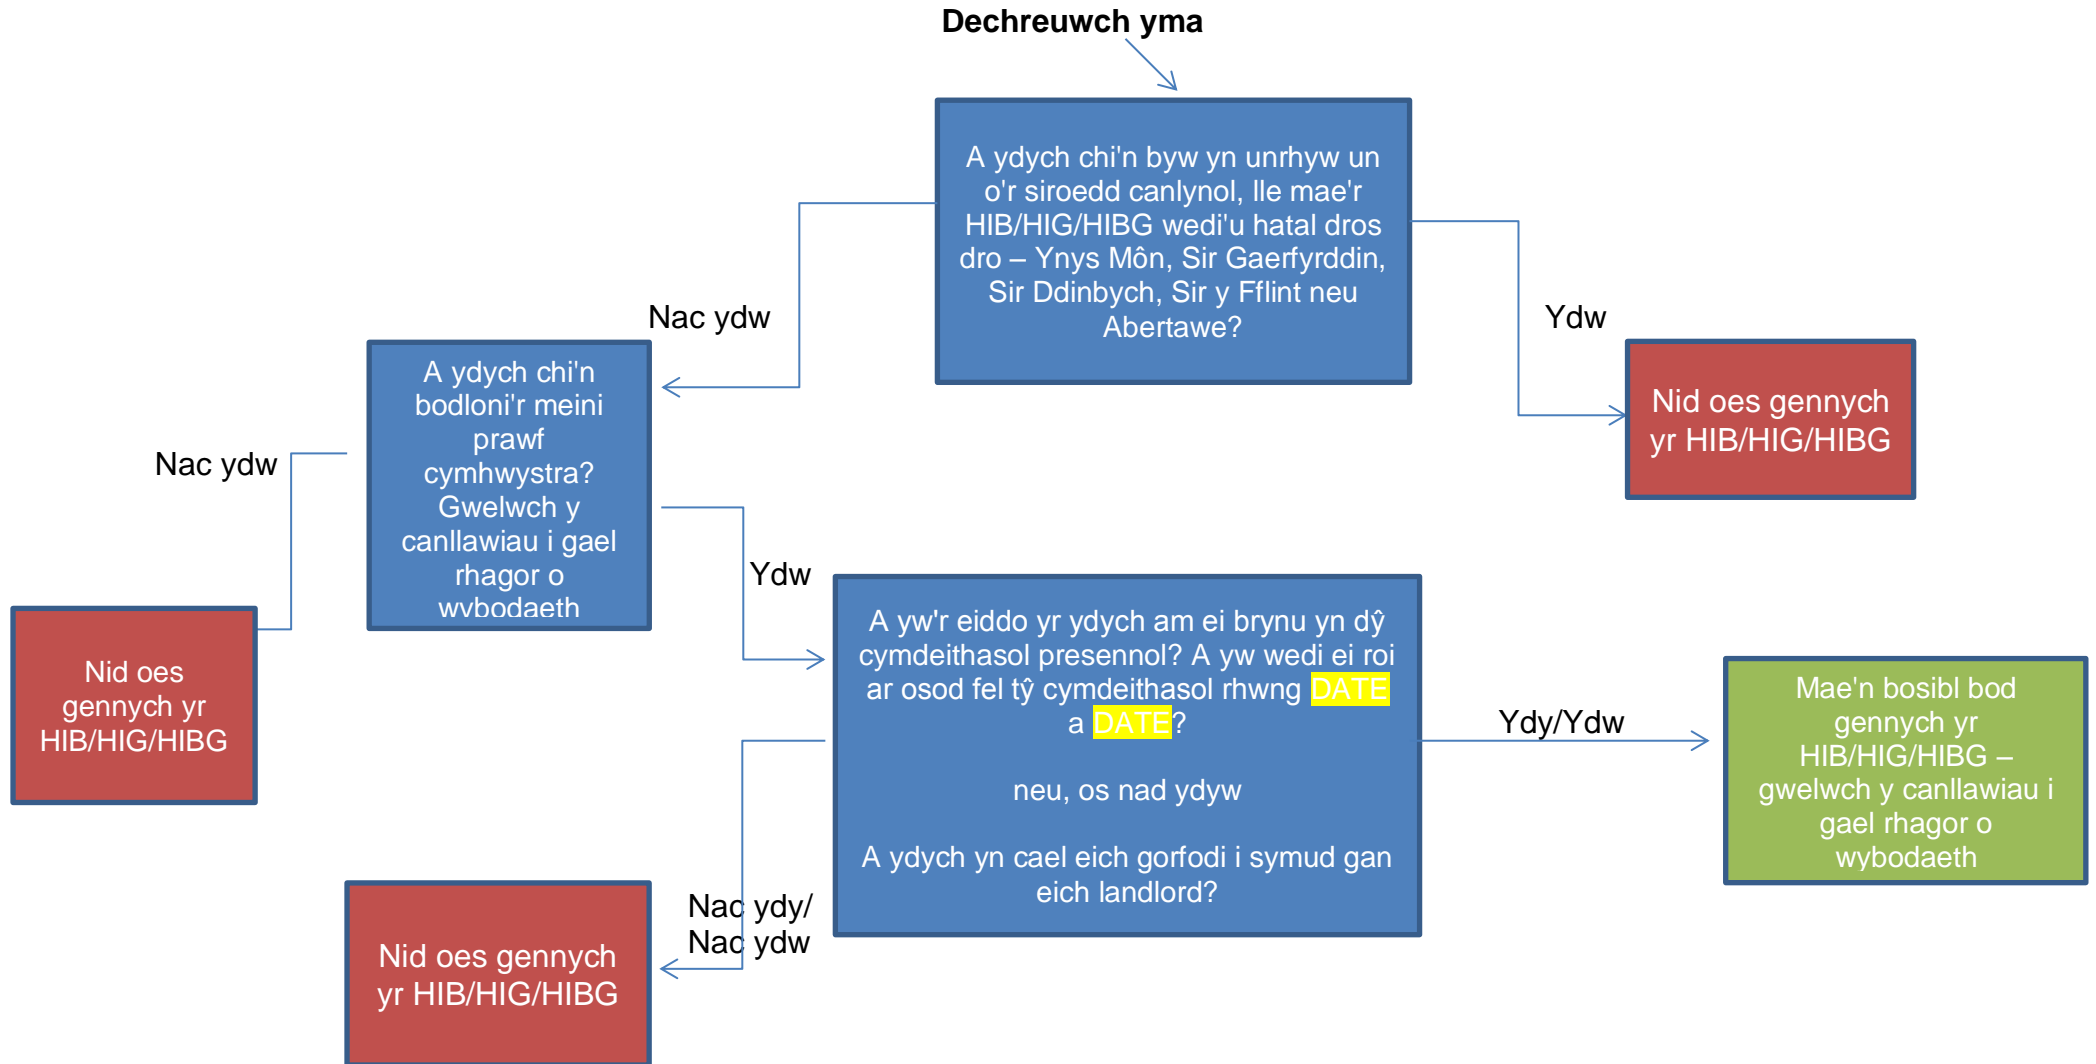 Dechreuwch yma
A ydych chi'n byw yn unrhyw un
o'r siroedd canlynol, lle mae'r
HIB/HIG/HIBG wedi'u hatal dros
dro – Ynys Môn, Sir Gaerfyrddin,
Sir Ddinbych, Sir y Fflint neu
Abertawe?
Nac ydw
Ydw
Nid oes gennych
yr HIB/HIG/HIBG
A ydych chi'n
bodloni'r meini
prawf
cymhwystra?
Gwelwch y
canllawiau i gael
rhagor o
wybodaeth
Nac ydw
Ydw
Nid oes
gennych yr
HIB/HIG/HIBG
A yw'r eiddo yr ydych am ei brynu yn dŷ
cymdeithasol presennol? A yw wedi ei roi
ar osod fel tŷ cymdeithasol rhwng DATE
a DATE?
neu, os nad ydyw
A ydych yn cael eich gorfodi i symud gan
eich landlord?
Ydy/Ydw
Mae'n bosibl bod
gennych yr
HIB/HIG/HIBG –
gwelwch y canllawiau i
gael rhagor o
wybodaeth
Nac ydy/
Nac ydw
Nid oes gennych
yr HIB/HIG/HIBG